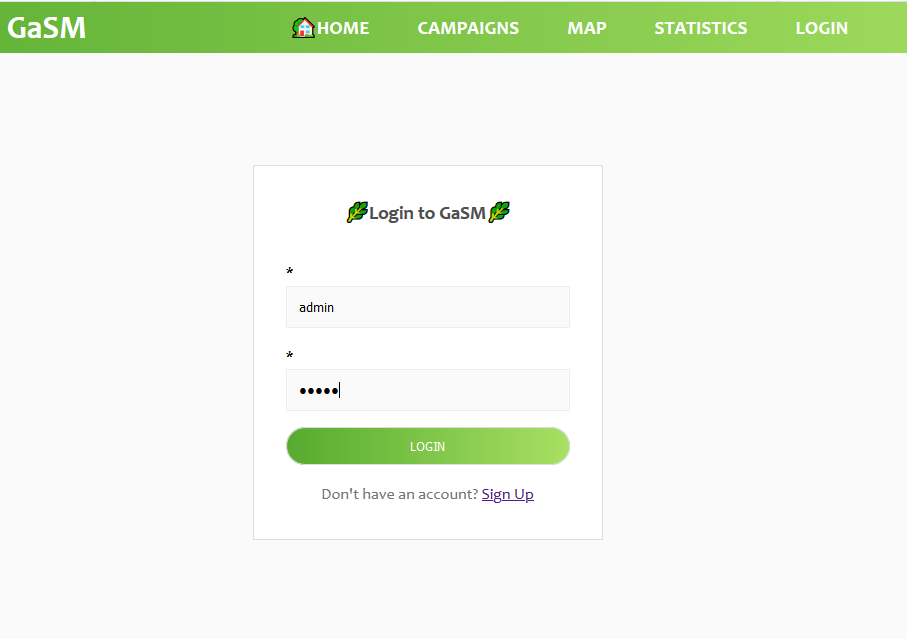 GaSM
HOME CAMPAIGNS MAP STATISTICS LOGIN
Login to GaSM
*
admin
*
•••••
LOGIN
Don't have an account? Sign Up